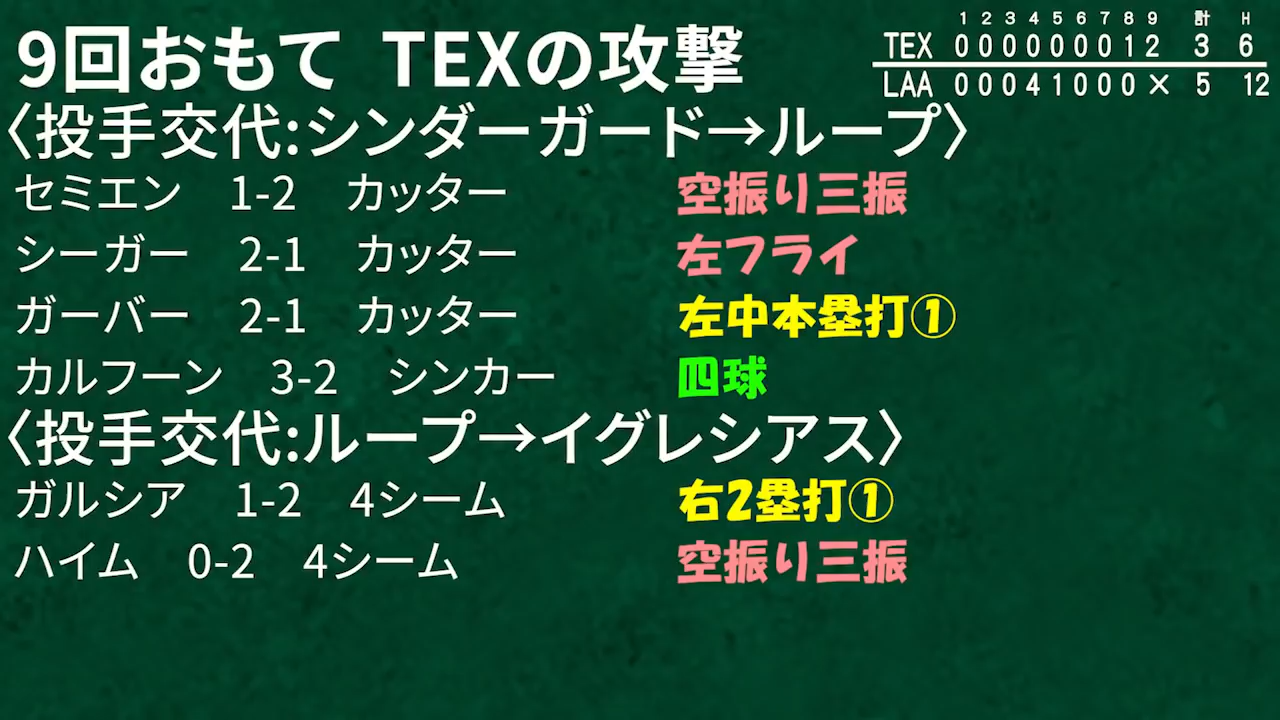 9回おもて TEXの攻撃
1 2 3 4 5 6 7 8 9 計 H
TEX 0 0 0 0 0 0 0 1 2 3 6
LAA 0 0 0 4 1 0 0 0 × 5 12
〈投手交代:シンダーガード→ループ〉
セミエン 1-2 カッター 空振り三振
シーガー 2-1 カッター 左フライ
ガーバー 2-1 カッター 左中本塁打①
カルフーン 3-2 シンカー 四球
〈投手交代:ループ→イグレシアス〉
ガルシア 1-2 4シーム 右2塁打①
ハイム 0-2 4シーム 空振り三振